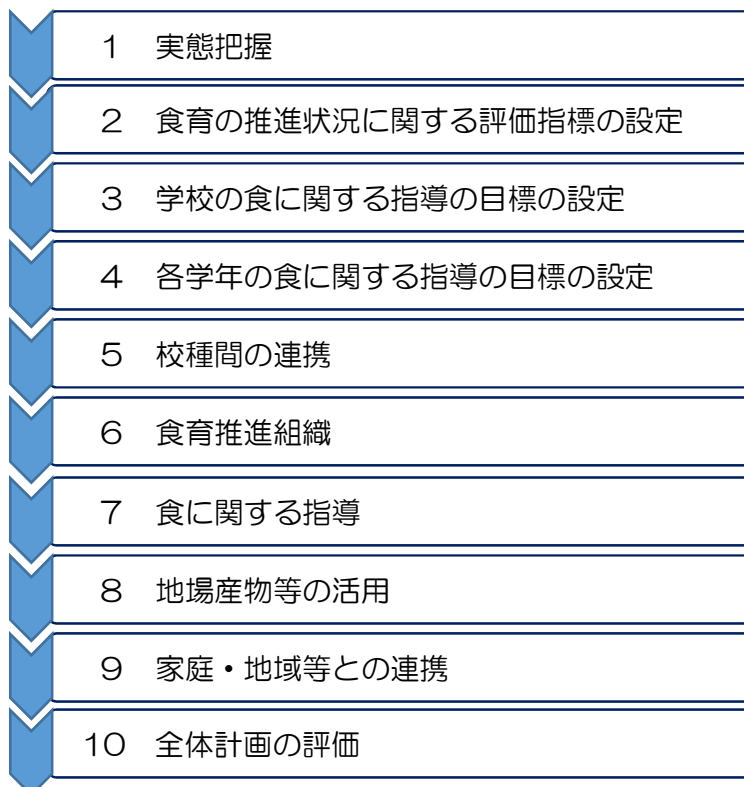 1 実態把握
2 食育の推進状況に関する評価指標の設定
3 学校の食に関する指導の目標の設定
4 各学年の食に関する指導の目標の設定
5 校種間の連携
6 食育推進組織
7 食に関する指導
8 地場産物等の活用
9 家庭・地域等との連携
10 全体計画の評価